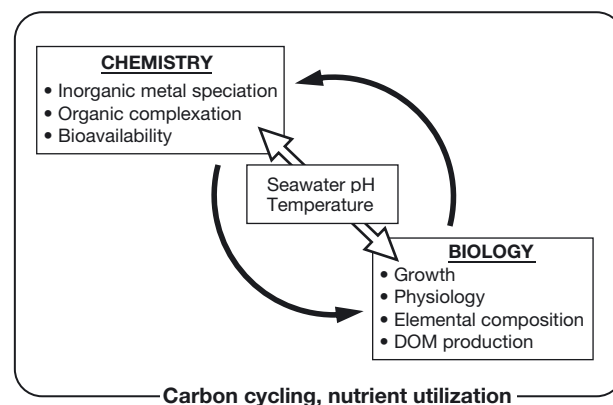 CHEMISTRY
• Inorganic metal speciation
• Organic complexation
• Bioavailability
Seawater pH
Temperature
BIOLOGY
• Growth
• Physiology
• Elemental composition
• DOM production
Carbon cycling, nutrient utilization